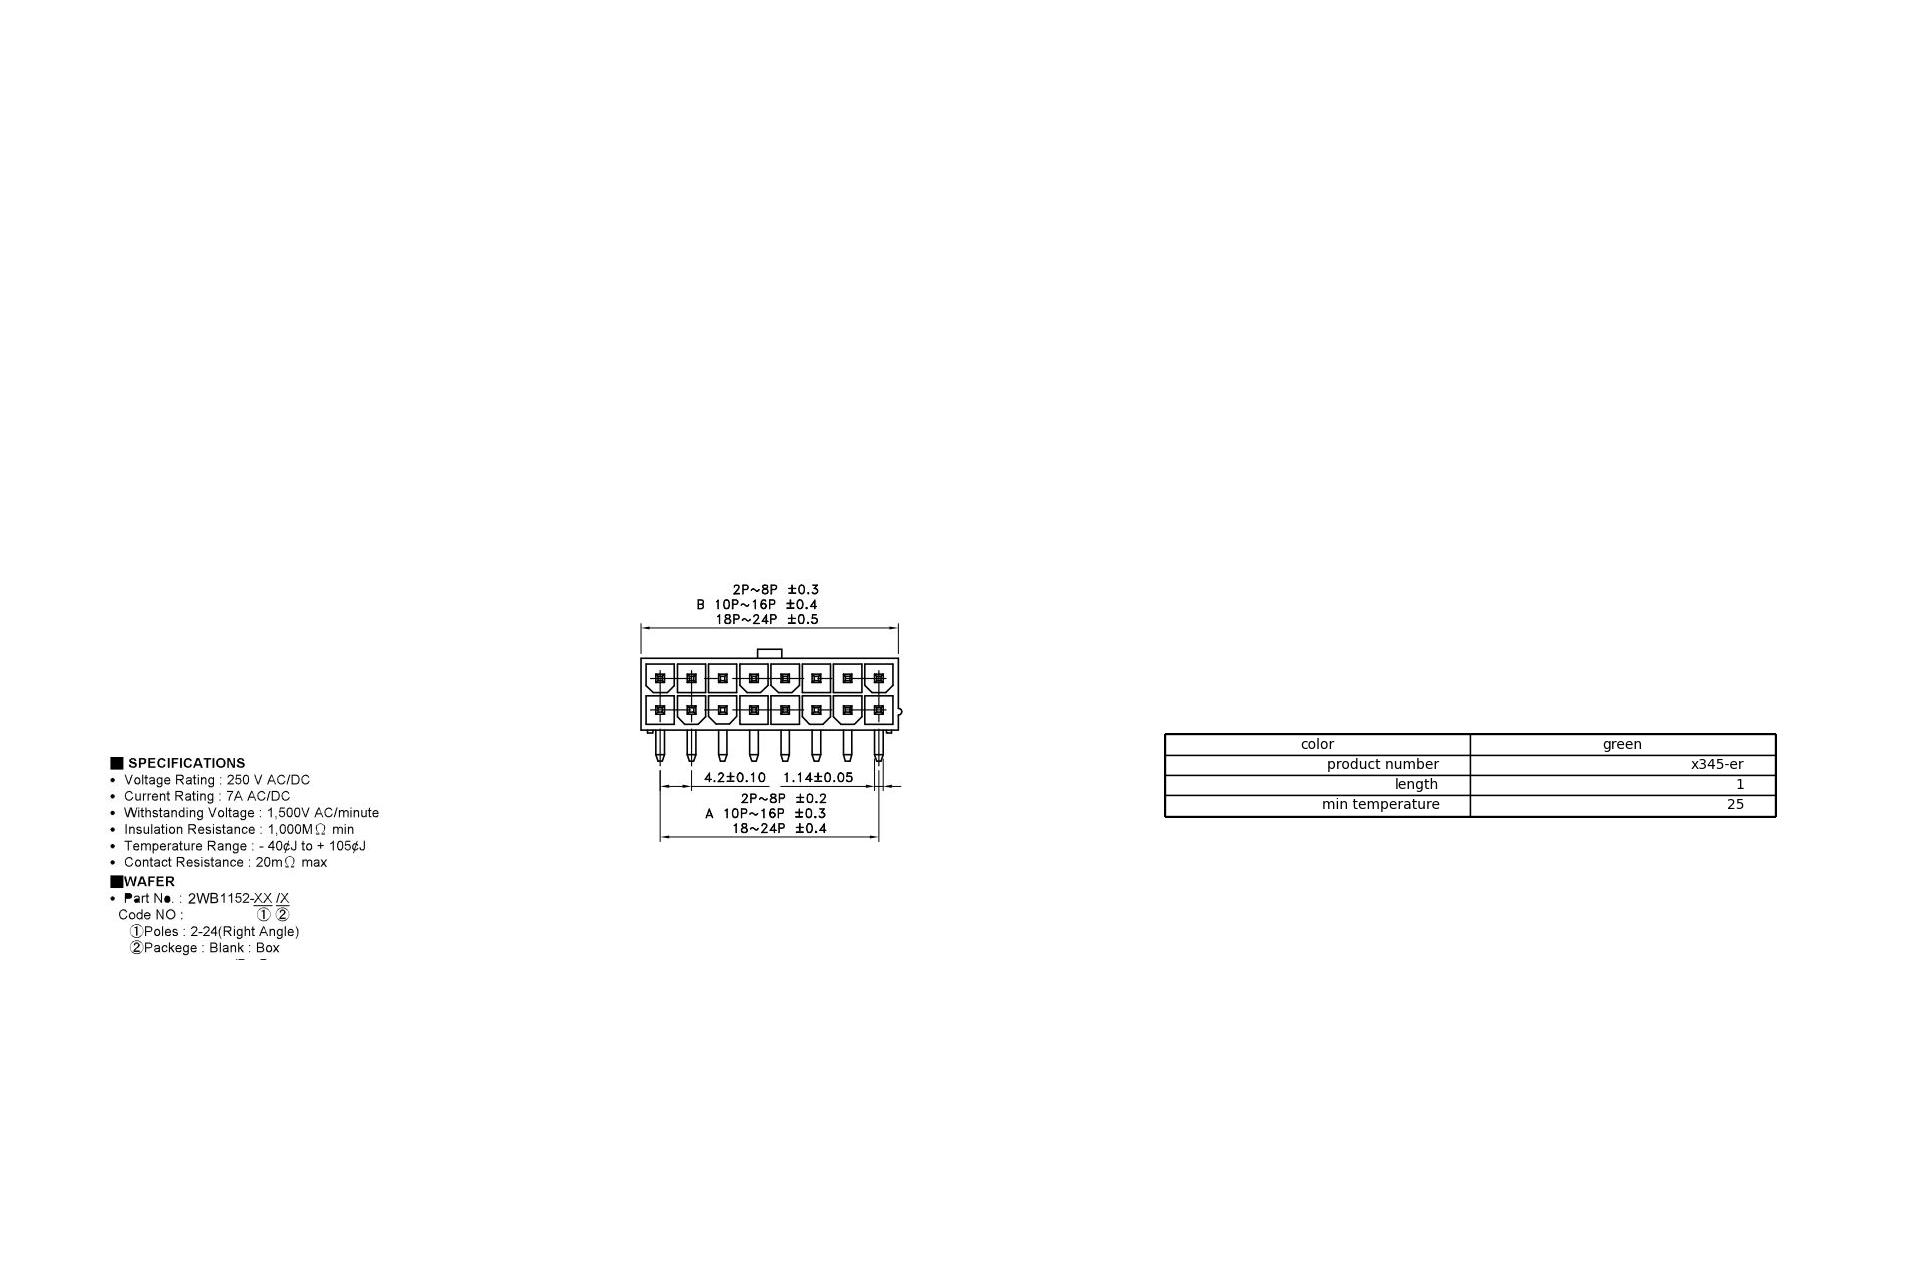 2P~8P ±0.3
B 10P~16P ±0.4
18P~24P ±0.5
4.2±0.10 1.14±0.05
2P~8P ±0.2
A 10P~16P ±0.3
18~24P ±0.4
■ SPECIFICATIONS
• Voltage Rating : 250 V AC/DC
• Current Rating : 7A AC/DC
• Withstanding Voltage : 1,500V AC/minute
• Insulation Resistance : 1,000MΩ min
• Temperature Range : - 40¢J to + 105¢J
• Contact Resistance : 20mΩ max
■WAFER
• Part No. : 2WB1152-XX /X
Code NO : ① ②
①Poles : 2-24(Right Angle)
②Packege : Blank : Box
color green
product number x345-er
length 1
min temperature 25